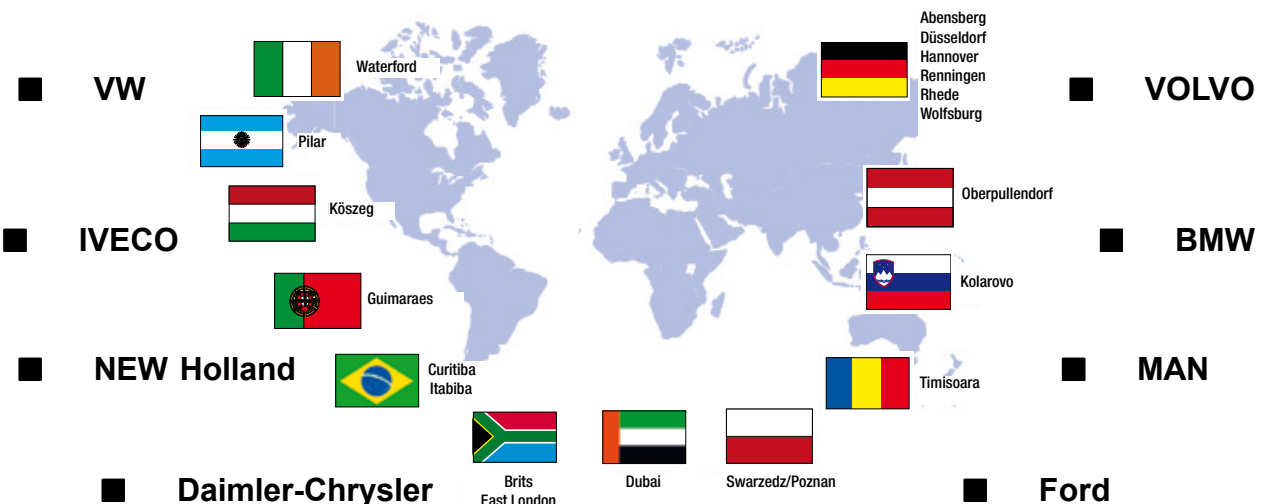 Abensberg
Düsseldorf
Hannover
Renningen
Rhede
Wolfsburg
Waterford
VW
VOLVO
Pilar
Köszeg
Oberpullendorf
IVECO
BMW
Kolarovo
Guimaraes
NEW Holland
Curitiba
Itabiba
Timisoara
MAN
Brits
East London
Dubai
Swarzedz/Poznan
Daimler-Chrysler
Ford